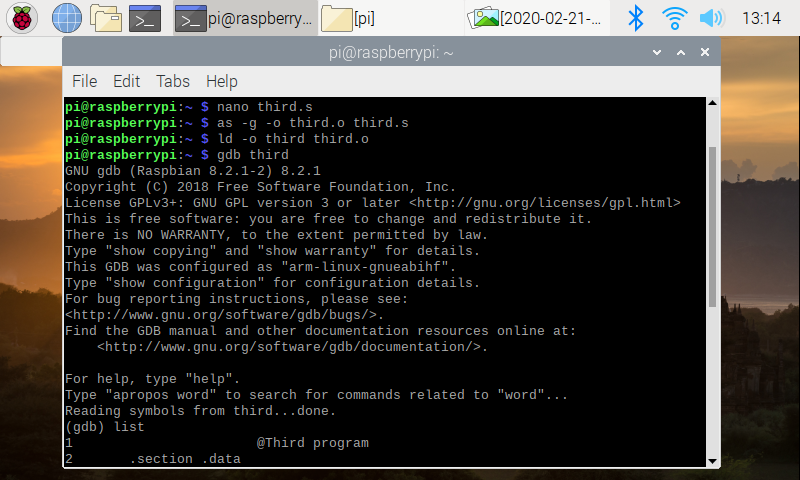 pi@raspberry...
[pi]
[2020-02-21-...
13:14
pi@raspberrypi: ~
File Edit Tabs Help
pi@raspberrypi:~ $ nano third.s
pi@raspberrypi:~ $ as -g -o third.o third.s
pi@raspberrypi:~ $ ld -o third third.o
pi@raspberrypi:~ $ gdb third
GNU gdb (Raspbian 8.2.1-2) 8.2.1
Copyright (C) 2018 Free Software Foundation, Inc.
License GPLv3+: GNU GPL version 3 or later <http://gnu.org/licenses/gpl.html>
This is free software: you are free to change and redistribute it.
There is NO WARRANTY, to the extent permitted by law.
Type "show copying" and "show warranty" for details.
This GDB was configured as "arm-linux-gnueabihf".
Type "show configuration" for configuration details.
For bug reporting instructions, please see:
<http://www.gnu.org/software/gdb/bugs/>.
Find the GDB manual and other documentation resources online at:
    <http://www.gnu.org/software/gdb/documentation/>.
For help, type "help".
Type "apropos word" to search for commands related to "word"...
Reading symbols from third...done.
(gdb) list
1                       @Third program
2       .section .data